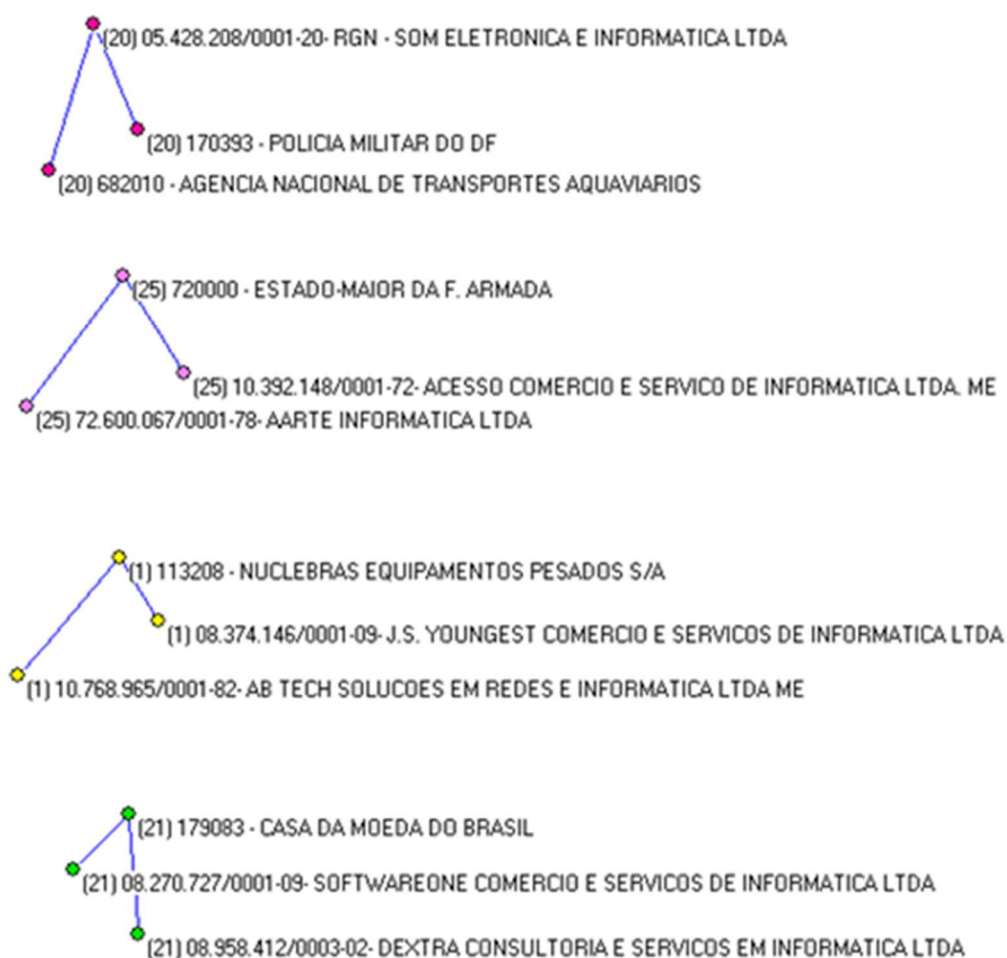 (20) 05.428.208/0001-20- RGN - SOM ELETRONICA E INFORMATICA LTDA
(20) 170393 - POLICIA MILITAR DO DF
(20) 682010 - AGENCIA NACIONAL DE TRANSPORTES AQUAVIARIOS
(25) 720000 - ESTADO-MAIOR DA F. ARMADA
(25) 10.392.148/0001-72- ACESSO COMERCIO E SERVICO DE INFORMATICA LTDA. ME
(25) 72.600.067/0001-78- AARTE INFORMATICA LTDA
(1) 113208 - NUCLEBRAS EQUIPAMENTOS PESADOS S/A
(1) 08.374.146/0001-09- J.S. YOUNGEST COMERCIO E SERVICOS DE INFORMATICA LTDA
(1) 10.768.965/0001-82- AB TECH SOLUCOES EM REDES E INFORMATICA LTDA ME
(21) 179083 - CASA DA MOEDA DO BRASIL
(21) 08.270.727/0001-09- SOFTWAREONE COMERCIO E SERVICOS DE INFORMATICA LTDA
(21) 08.958.412/0003-02- DEXTRA CONSULTORIA E SERVICOS EM INFORMATICA LTDA